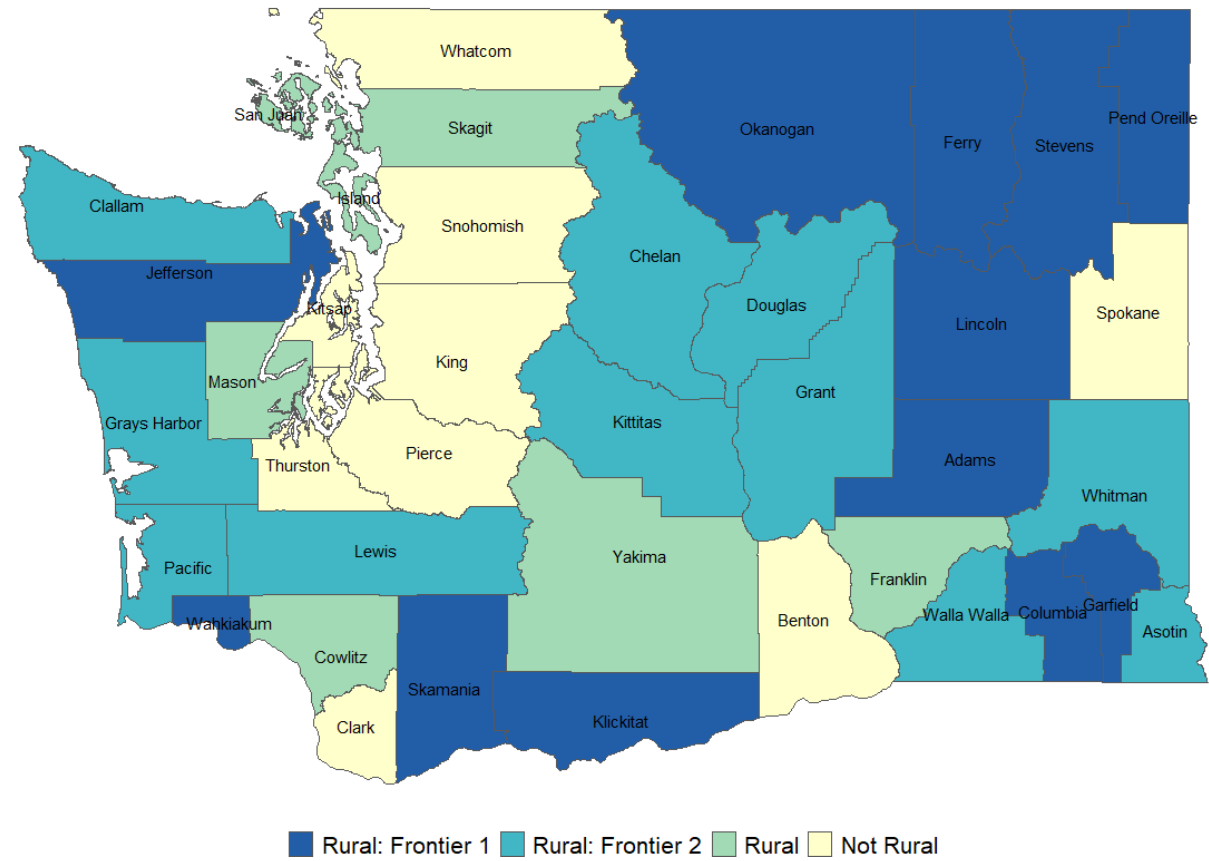 Whatcom
San Juan
Skagit
Okanogan
Ferry
Stevens
Pend Oreille
Clallam
Island
Snohomish
Chelan
Jefferson
Kitsap
Douglas
Lincoln
Spokane
King
Mason
Grant
Grays Harbor
Kittitas
Thurston
Pierce
Adams
Whitman
Lewis
Pacific
Yakima
Franklin
Wahkiakum
Benton
Walla Walla
Columbia
Garfield
Asotin
Cowlitz
Skamania
Clark
Klickitat
Rural: Frontier 1 Rural: Frontier 2 Rural Not Rural